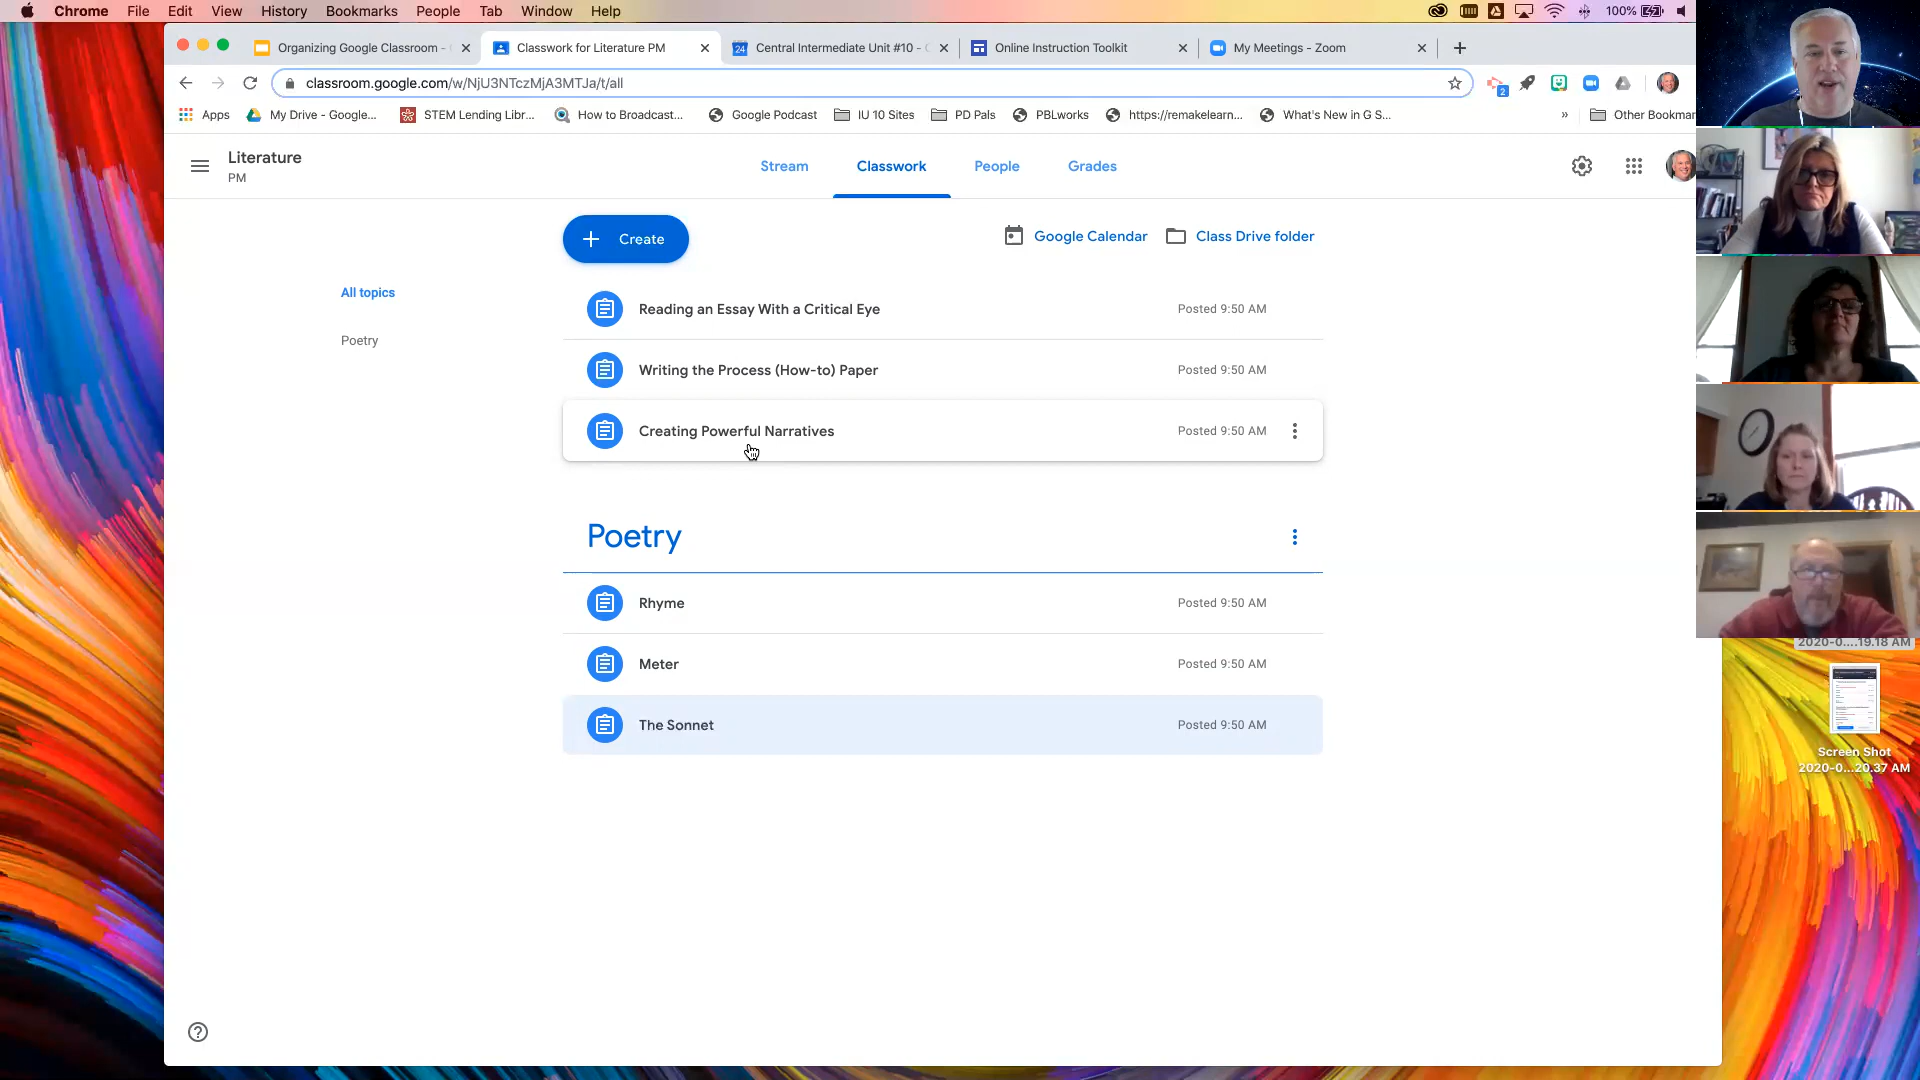 Chrome File Edit View History Bookmarks People Tab Window Help 100%
Organizing Google Classroom - Classwork for Literature PM Central Intermediate Unit #10 - Online Instruction Toolkit My Meetings - Zoom
classroom.google.com/w/NjU3NTczMjA3MTJa/t/all
2
Apps My Drive - Google... STEM Lending Libr... How to Broadcast... Google Podcast IU 10 Sites PD Pals PBLworks https://remakelearn... What's New in G S... » Other Bookmar
Literature
PM
Stream Classwork People Grades
+ Create
Google Calendar Class Drive folder
All topics
Poetry
Reading an Essay With a Critical Eye Posted 9:50 AM
Writing the Process (How-to) Paper Posted 9:50 AM
Creating Powerful Narratives Posted 9:50 AM
Poetry
Rhyme Posted 9:50 AM
Meter Posted 9:50 AM
The Sonnet Posted 9:50 AM
2020-0....19.18 AM
Screen Shot
2020-0...20.37 AM